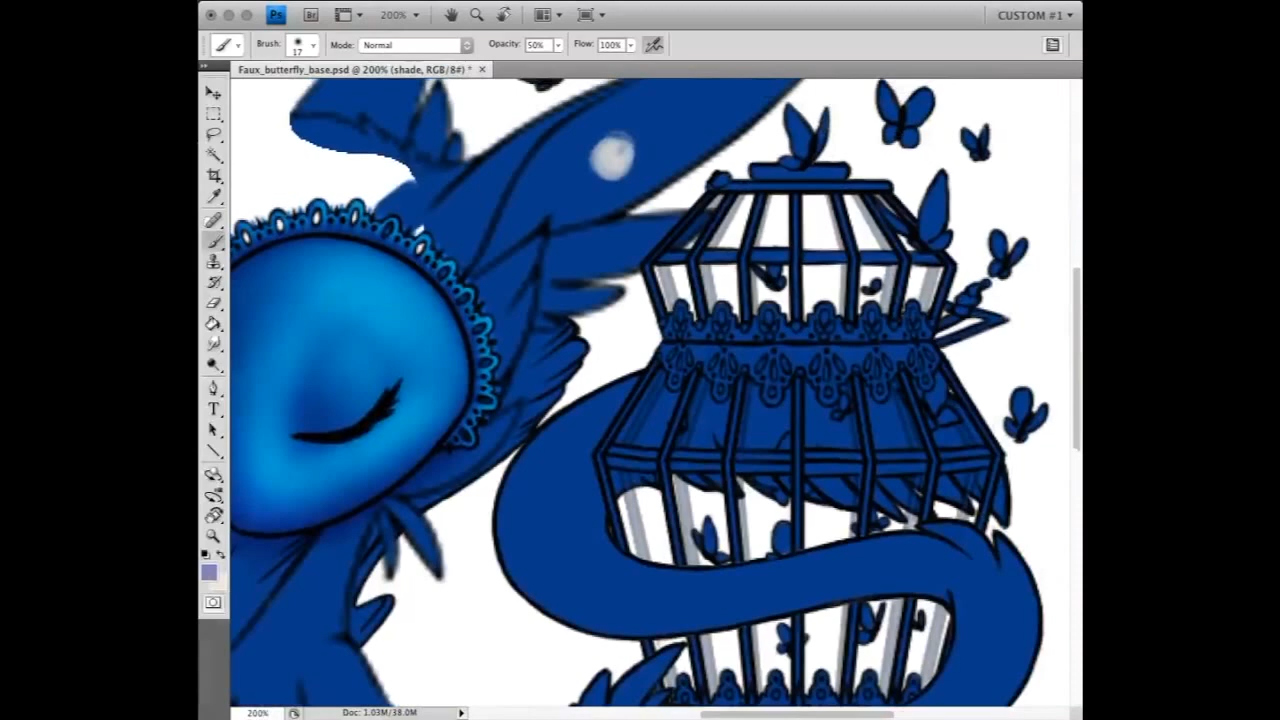 Ps Br 200% CUSTOM #1
Brush: 17 Mode: Normal Opacity: 50% Flow: 100%
Faux_butterfly_base.psd @ 200% (shade, RGB/8#) *
T
200% Doc: 1.03M/38.0M